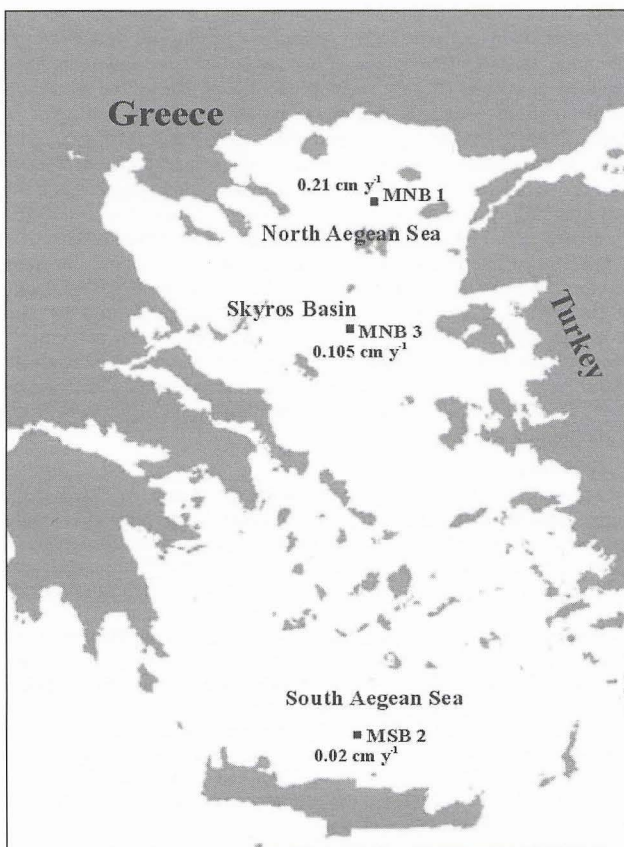 Greece
0.21 cm y⁻¹
MNB 1
North Aegean Sea
Skyros Basin
MNB 3
0.105 cm y⁻¹
Turkey
South Aegean Sea
MSB 2
0.02 cm y⁻¹